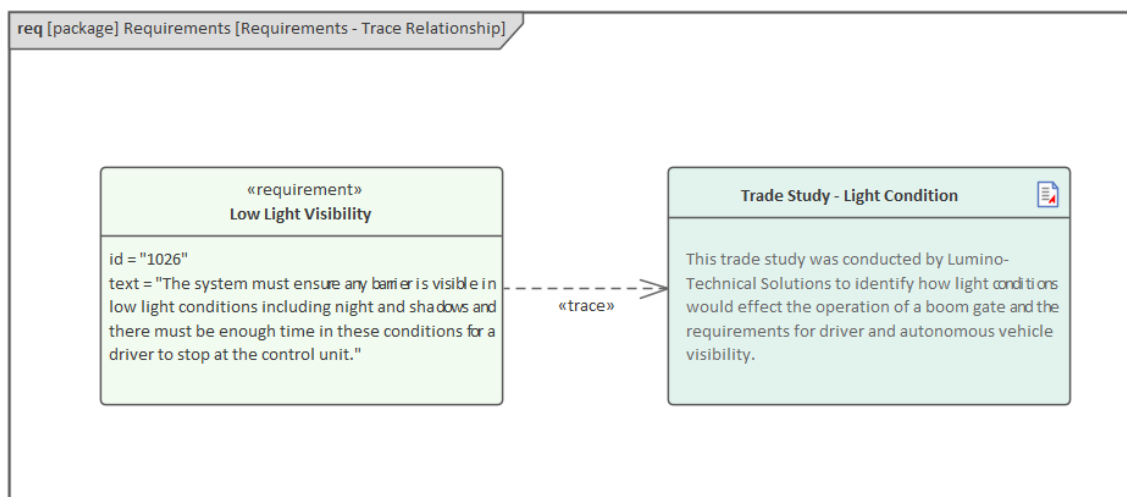 req [package] Requirements [Requirements - Trace Relationship]
«requirement»
Low Light Visibility
id = "1026"
text = "The system must ensure any barrier is visible in
low light conditions including night and shadows and
there must be enough time in these conditions for a
driver to stop at the control unit."
«trace»
Trade Study - Light Condition
This trade study was conducted by Lumino-
Technical Solutions to identify how light conditions
would effect the operation of a boom gate and the
requirements for driver and autonomous vehicle
visibility.